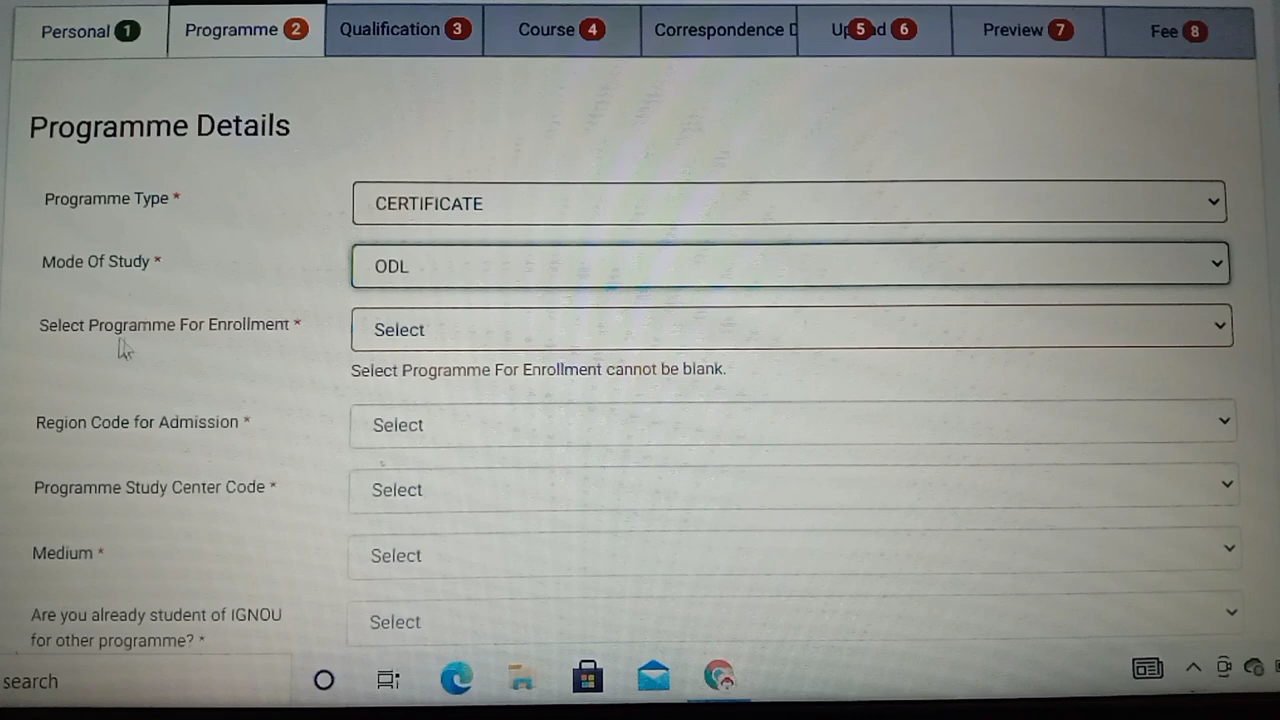 Personal 1 Programme 2 Qualification 3 Course 4 Correspondence D 5 6 Preview 7 Fee 8
Programme Details
Programme Type * CERTIFICATE
Mode Of Study * ODL
Select Programme For Enrollment * Select
Select Programme For Enrollment cannot be blank.
Region Code for Admission * Select
Programme Study Center Code * Select
Medium * Select
Are you already student of IGNOU
for other programme? * Select
search